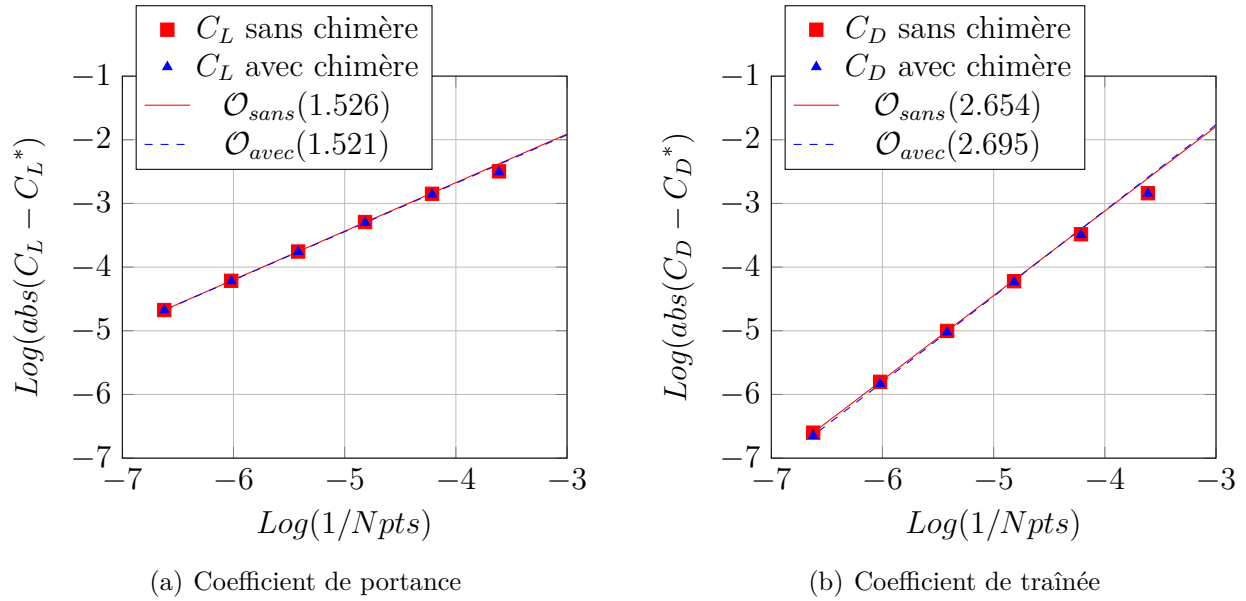 C_L sans chimère
C_L avec chimère
𝒪_sans(1.526)
𝒪_avec(1.521)
−1
−2
−3
−4
−5
−6
−7
Log(abs(C_L − C_L*)
−7
−6
−5
−4
−3
Log(1/Npts)
(a) Coefficient de portance
C_D sans chimère
C_D avec chimère
𝒪_sans(2.654)
𝒪_avec(2.695)
−1
−2
−3
−4
−5
−6
−7
Log(abs(C_D − C_D*)
−7
−6
−5
−4
−3
Log(1/Npts)
(b) Coefficient de traînée